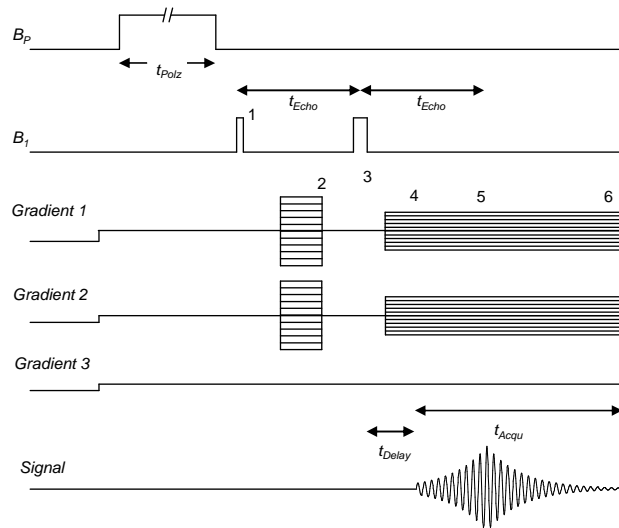 B_P
t_Polz
t_Echo t_Echo
B_1
1
2 3 4 5 6
Gradient 1
Gradient 2
Gradient 3
t_Acqu
t_Delay
Signal